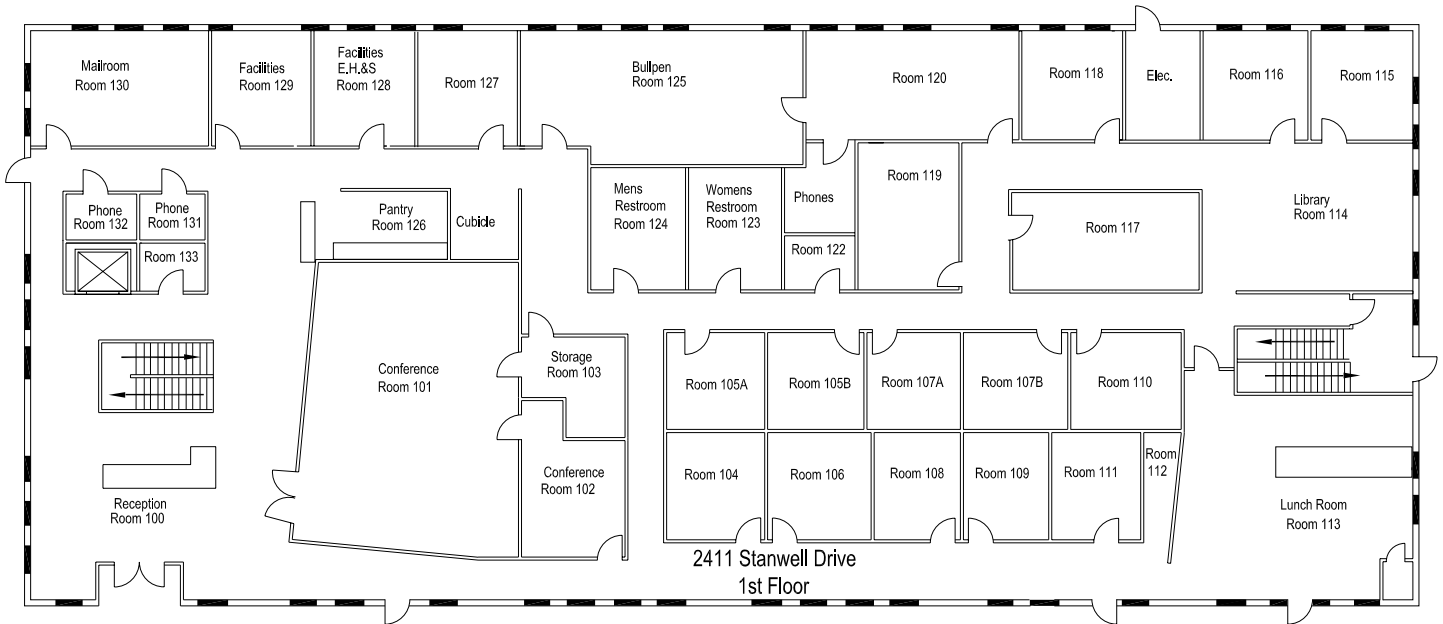 Mailroom
Room 130
Facilities
Room 129
Facilities
E.H.&S
Room 128
Room 127
Bullpen
Room 125
Room 120
Room 118
Elec.
Room 116
Room 115
Phone
Room 132
Phone
Room 131
Room 133
Pantry
Room 126
Cubicle
Mens
Restroom
Room 124
Womens
Restroom
Room 123
Phones
Room 122
Room 119
Room 117
Library
Room 114
Conference
Room 101
Storage
Room 103
Conference
Room 102
Room 105A
Room 105B
Room 107A
Room 107B
Room 110
Room 104
Room 106
Room 108
Room 109
Room 111
Room
112
Reception
Room 100
Lunch Room
Room 113
2411 Stanwell Drive
1st Floor